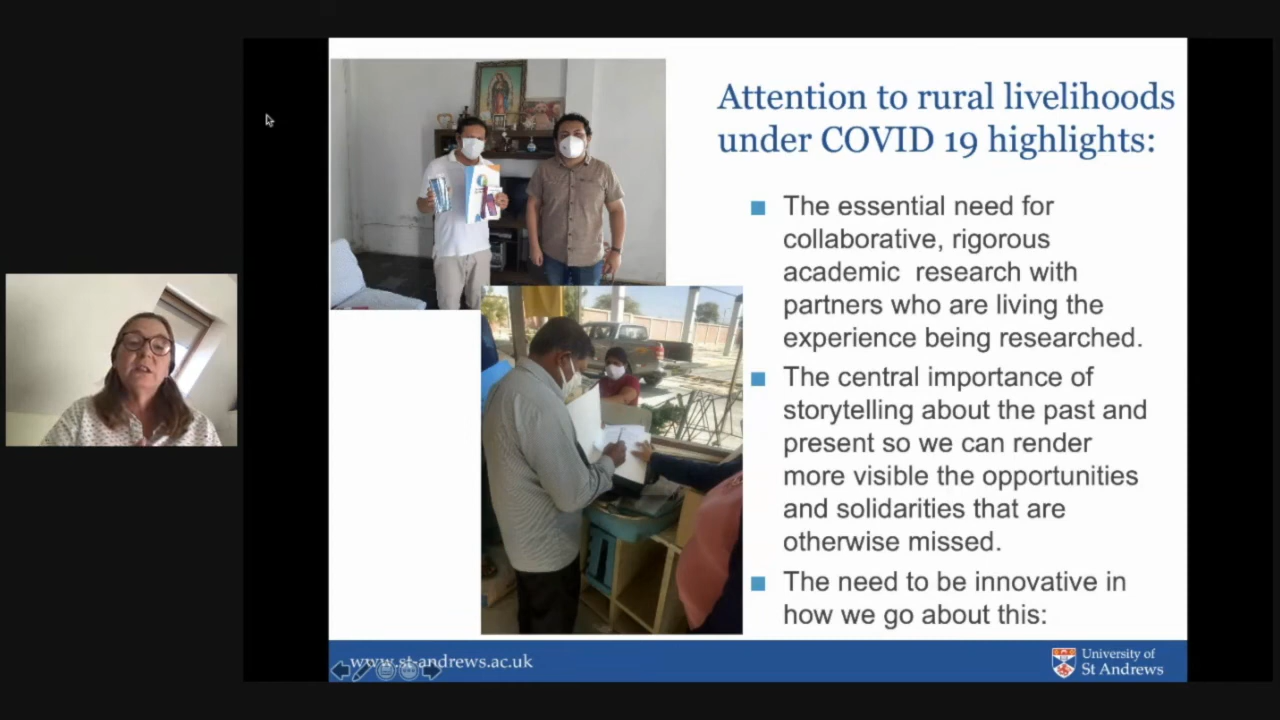 Attention to rural livelihoods
under COVID 19 highlights:
The essential need for
collaborative, rigorous
academic research with
partners who are living the
experience being researched.
The central importance of
storytelling about the past and
present so we can render
more visible the opportunities
and solidarities that are
otherwise missed.
The need to be innovative in
how we go about this:
www.st-andrews.ac.uk
University of
St Andrews